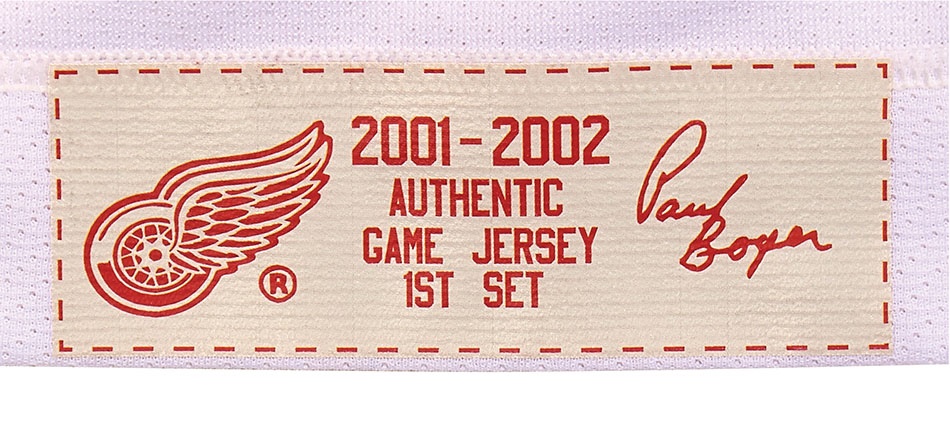 2001-2002
AUTHENTIC
GAME JERSEY
1ST SET
Paul
Boyer
®